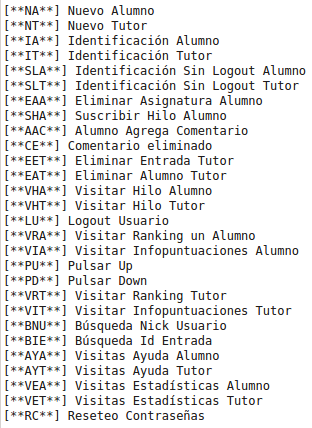 [**NA**] Nuevo Alumno
[**NT**] Nuevo Tutor
[**IA**] Identificación Alumno
[**IT**] Identificación Tutor
[**SLA**] Identificación Sin Logout Alumno
[**SLT**] Identificación Sin Logout Tutor
[**EAA**] Eliminar Asignatura Alumno
[**SHA**] Suscribir Hilo Alumno
[**AAC**] Alumno Agrega Comentario
[**CE**] Comentario eliminado
[**EET**] Eliminar Entrada Tutor
[**EAT**] Eliminar Alumno Tutor
[**VHA**] Visitar Hilo Alumno
[**VHT**] Visitar Hilo Tutor
[**LU**] Logout Usuario
[**VRA**] Visitar Ranking un Alumno
[**VIA**] Visitar Infopuntuaciones Alumno
[**PU**] Pulsar Up
[**PD**] Pulsar Down
[**VRT**] Visitar Ranking Tutor
[**VIT**] Visitar Infopuntuaciones Tutor
[**BNU**] Búsqueda Nick Usuario
[**BIE**] Búsqueda Id Entrada
[**AYA**] Visitas Ayuda Alumno
[**AYT**] Visitas Ayuda Tutor
[**VEA**] Visitas Estadísticas Alumno
[**VET**] Visitas Estadísticas Tutor
[**RC**] Reseteo Contraseñas